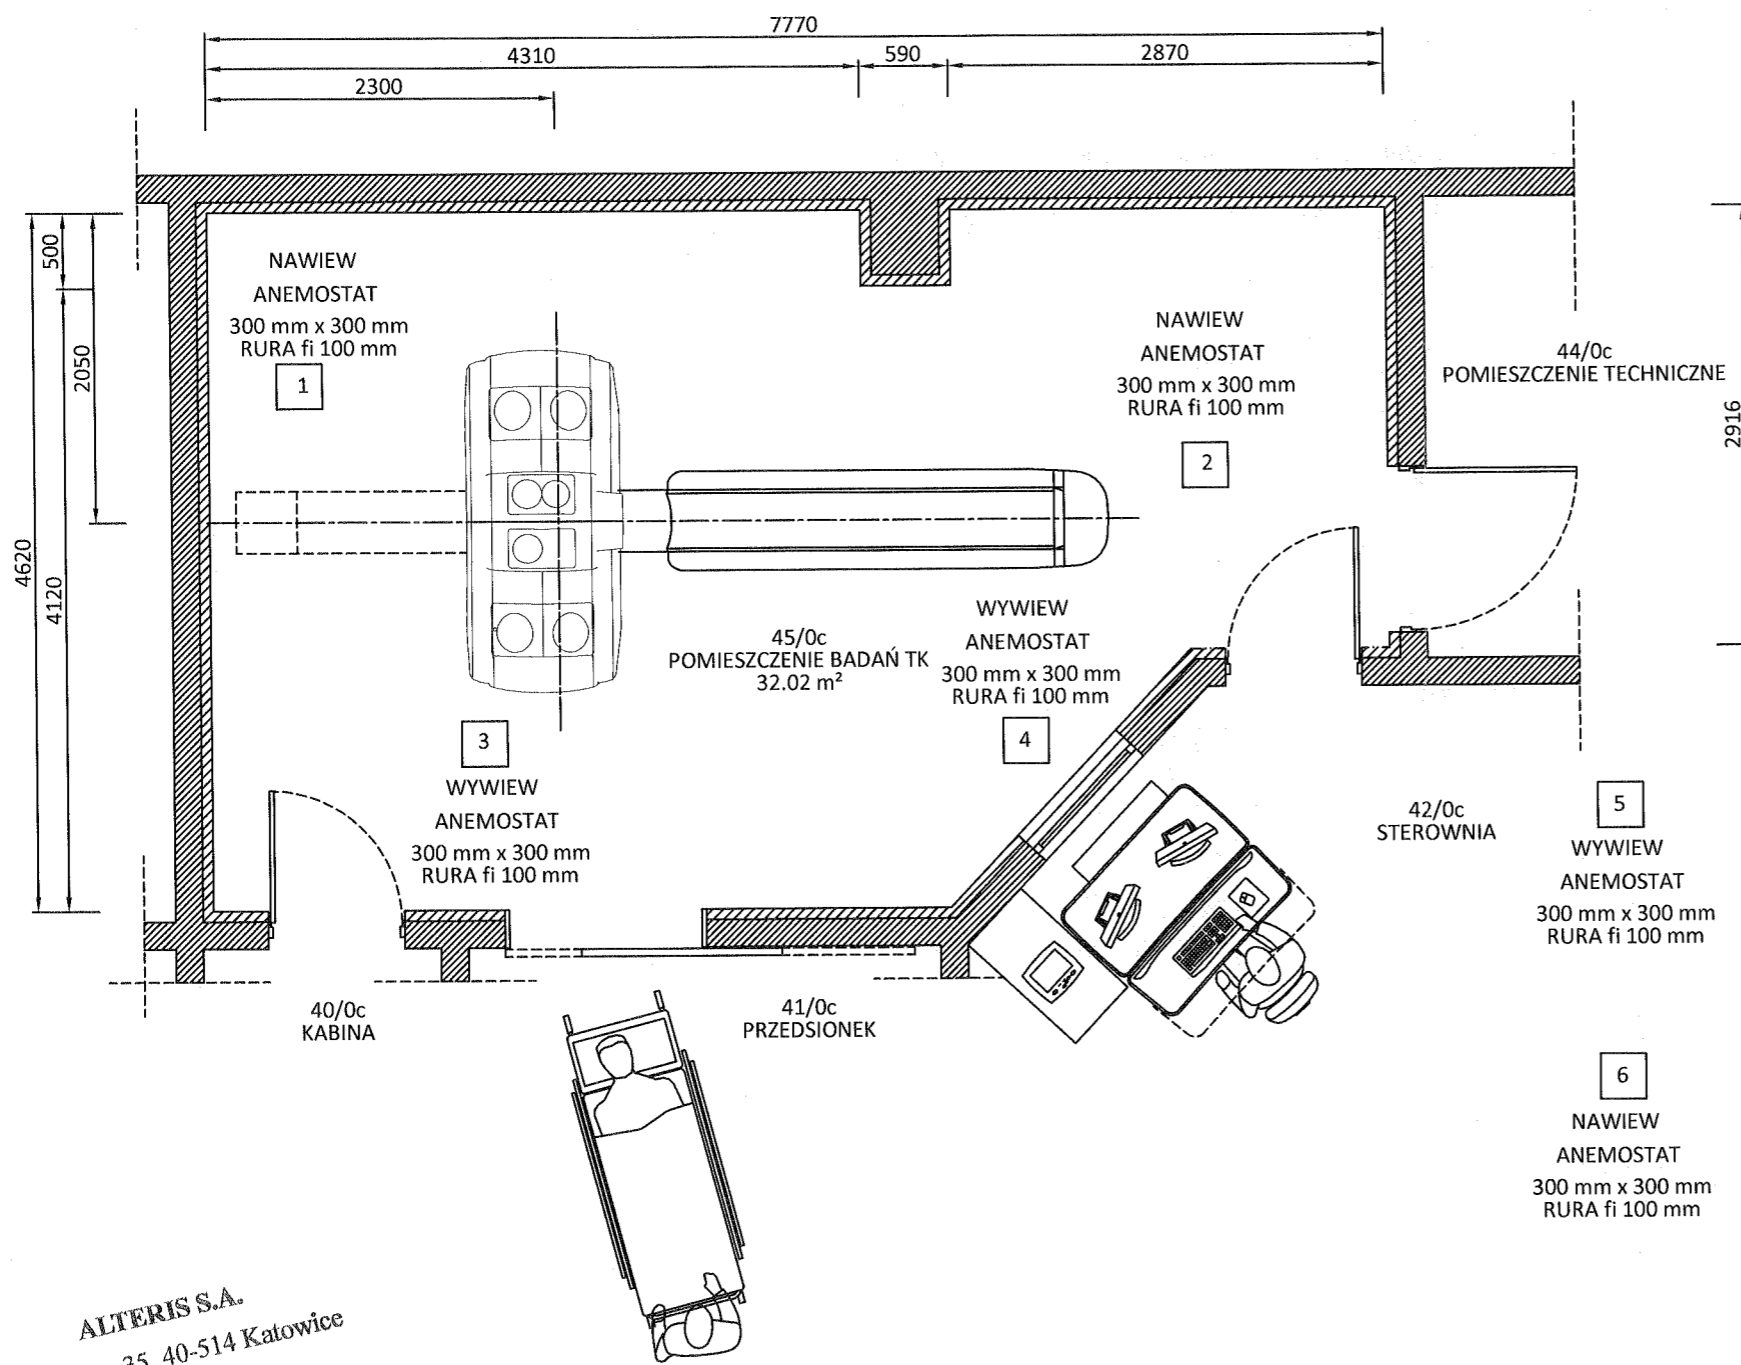 7770
4310
590
2870
2300
500
2050
4620
4120
2916
NAWIEW
ANEMOSTAT
300 mm x 300 mm
RURA fi 100 mm
1
NAWIEW
ANEMOSTAT
300 mm x 300 mm
RURA fi 100 mm
2
44/0c
POMIESZCZENIE TECHNICZNE
45/0c
POMIESZCZENIE BADAŃ TK
32.02 m²
WYWIEW
ANEMOSTAT
300 mm x 300 mm
RURA fi 100 mm
4
3
WYWIEW
ANEMOSTAT
300 mm x 300 mm
RURA fi 100 mm
42/0c
STEROWNIA
5
WYWIEW
ANEMOSTAT
300 mm x 300 mm
RURA fi 100 mm
40/0c
KABINA
41/0c
PRZEDSIONEK
6
NAWIEW
ANEMOSTAT
300 mm x 300 mm
RURA fi 100 mm
ALTERIS S.A.
35, 40-514 Katowice